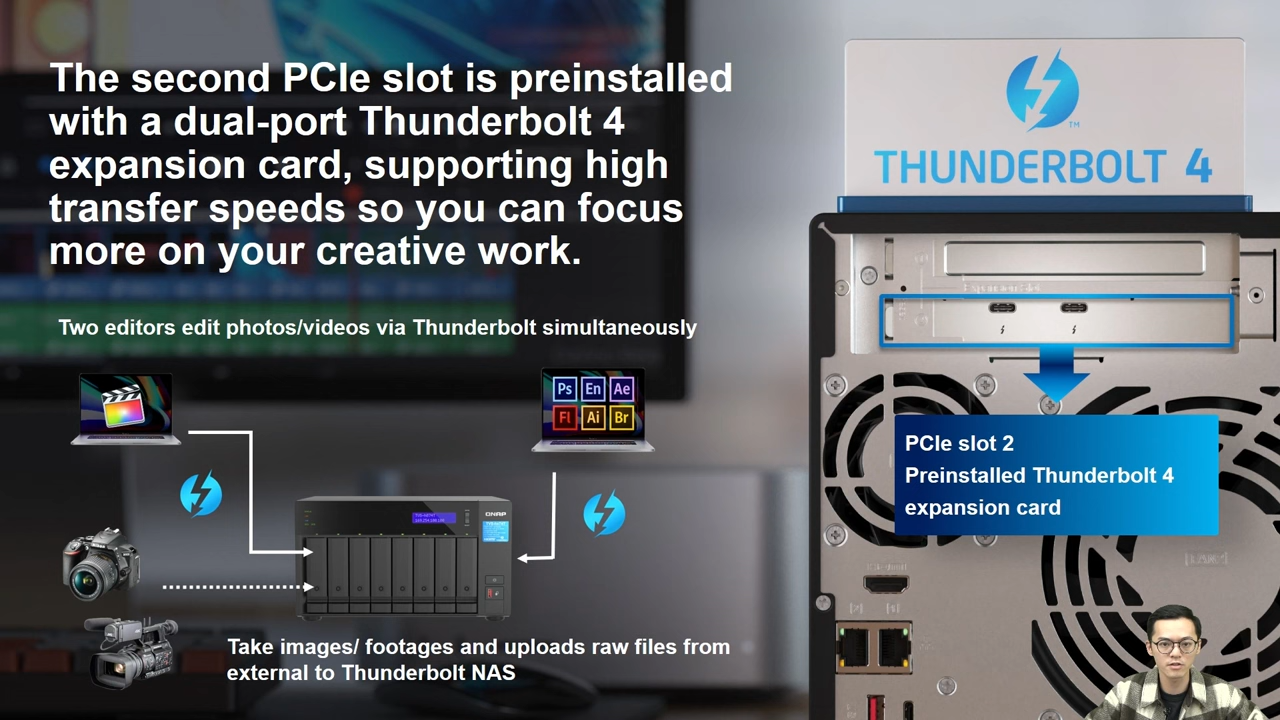 The second PCIe slot is preinstalled
with a dual-port Thunderbolt 4
expansion card, supporting high
transfer speeds so you can focus
more on your creative work.
Two editors edit photos/videos via Thunderbolt simultaneously
Ps En Ae
Fl Ai Br
QNAP
Take images/ footages and uploads raw files from
external to Thunderbolt NAS
TM
THUNDERBOLT 4
PCIe slot 2
Preinstalled Thunderbolt 4
expansion card